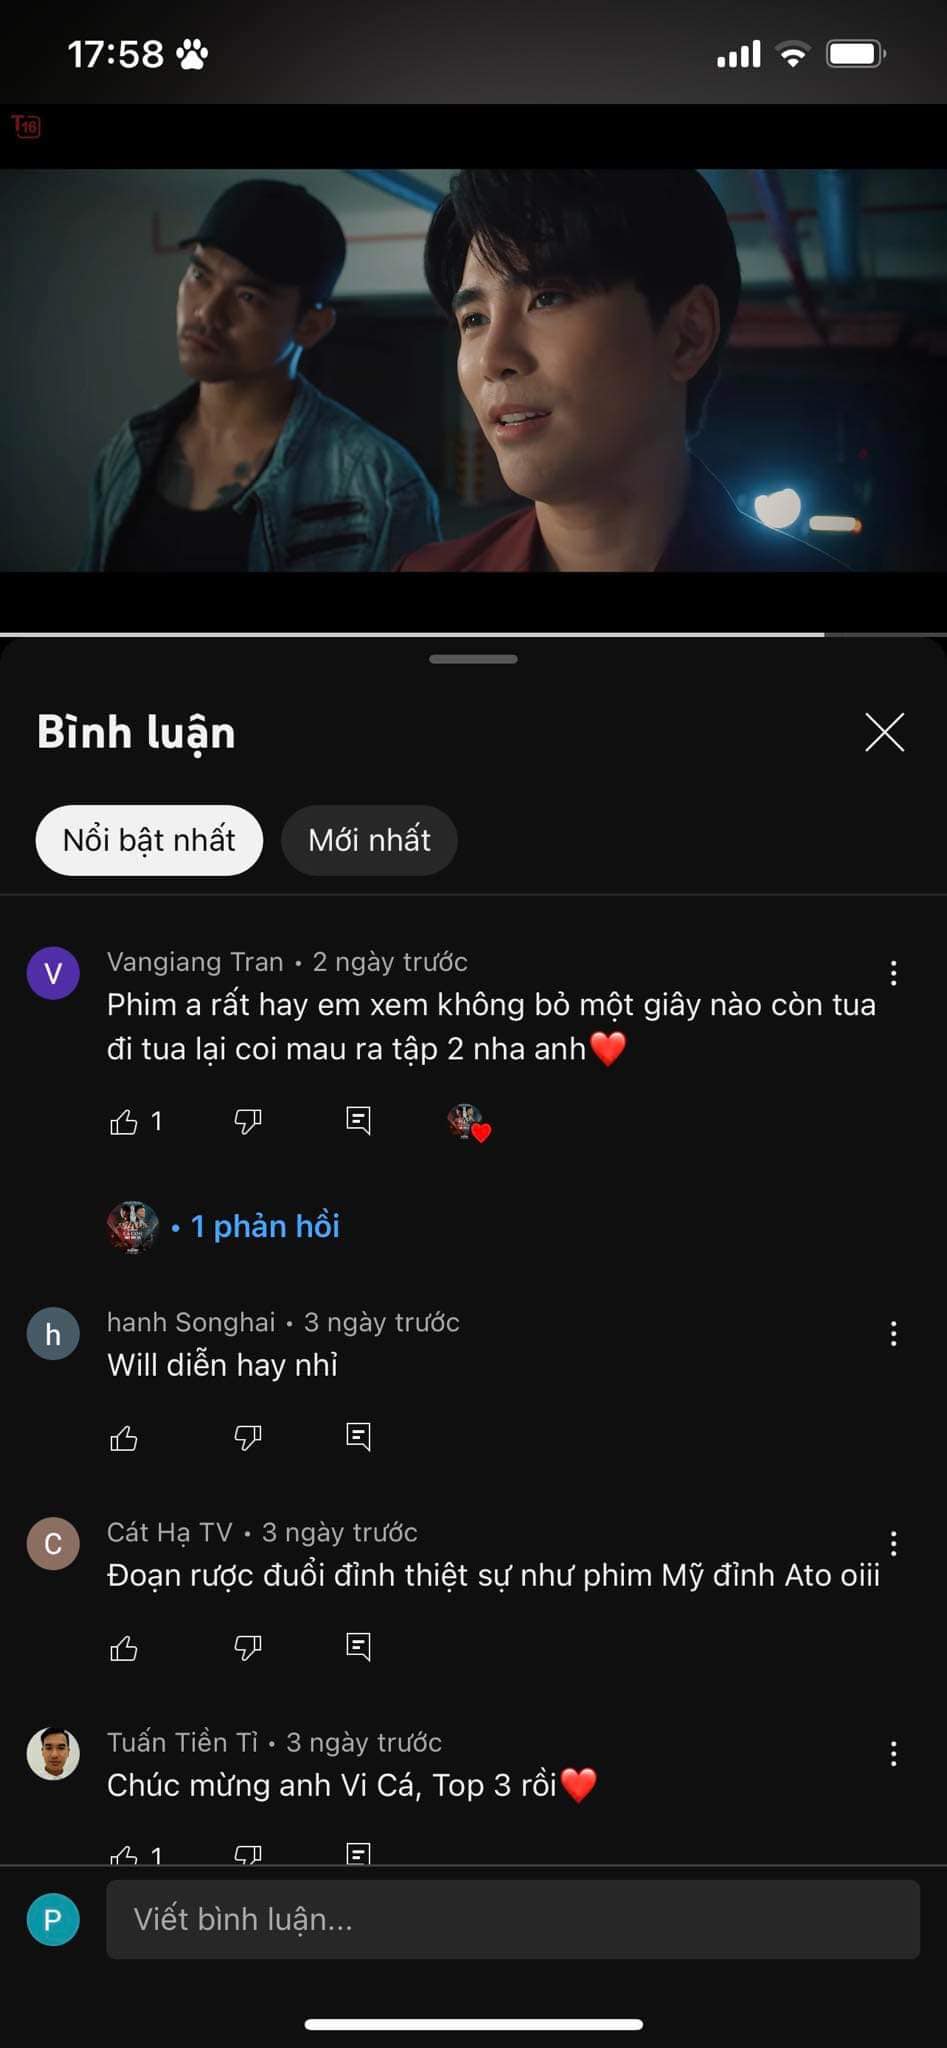 17:58
T16
Bình luận
Nổi bật nhất
Mới nhất
Vangiang Tran • 2 ngày trước
Phim a rất hay em xem không bỏ một giây nào còn tua
đi tua lại coi mau ra tập 2 nha anh❤️
1
• 1 phản hồi
hanh Songhai • 3 ngày trước
Will diễn hay nhỉ
Cát Hạ TV • 3 ngày trước
Đoạn rược đuổi đỉnh thiệt sự như phim Mỹ đỉnh Ato oiii
Tuấn Tiền Tỉ • 3 ngày trước
Chúc mừng anh Vi Cá, Top 3 rồi❤️
1
Viết bình luận...
V
h
C
P